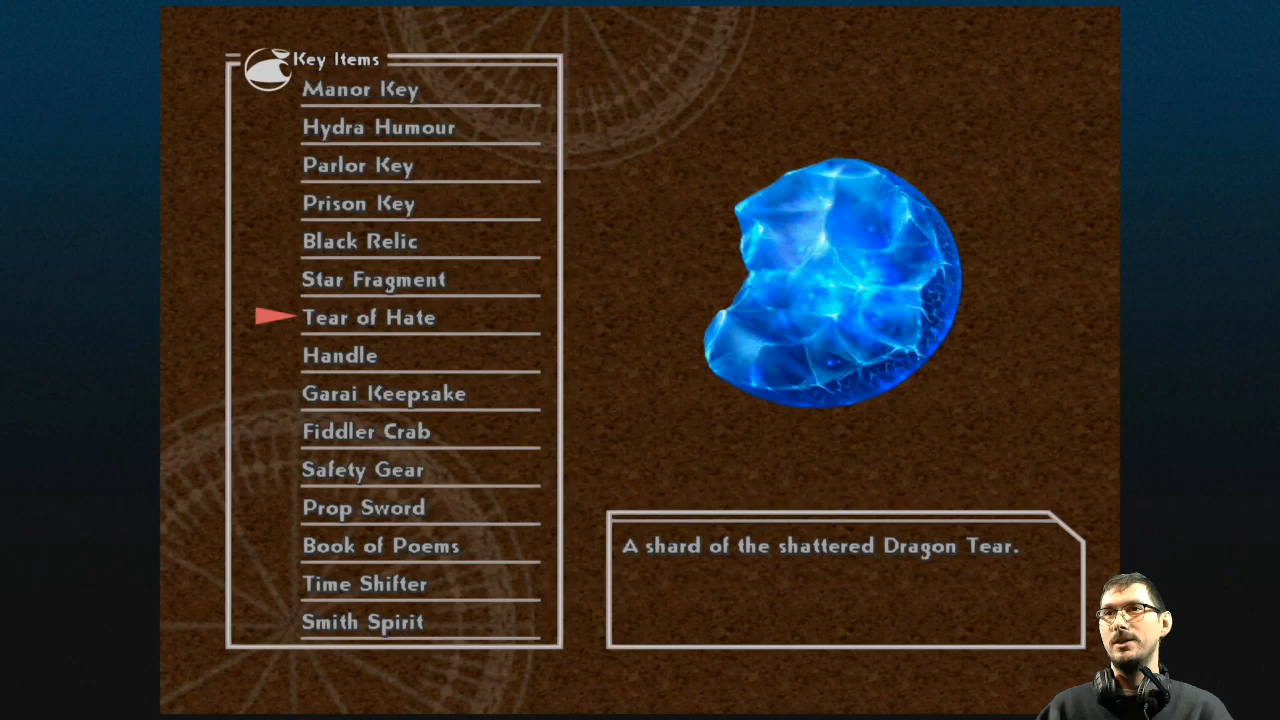 Key Items
Manor Key
Hydra Humour
Parlor Key
Prison Key
Black Relic
Star Fragment
Tear of Hate
Handle
Garai Keepsake
Fiddler Crab
Safety Gear
Prop Sword
Book of Poems
Time Shifter
Smith Spirit
A shard of the shattered Dragon Tear.